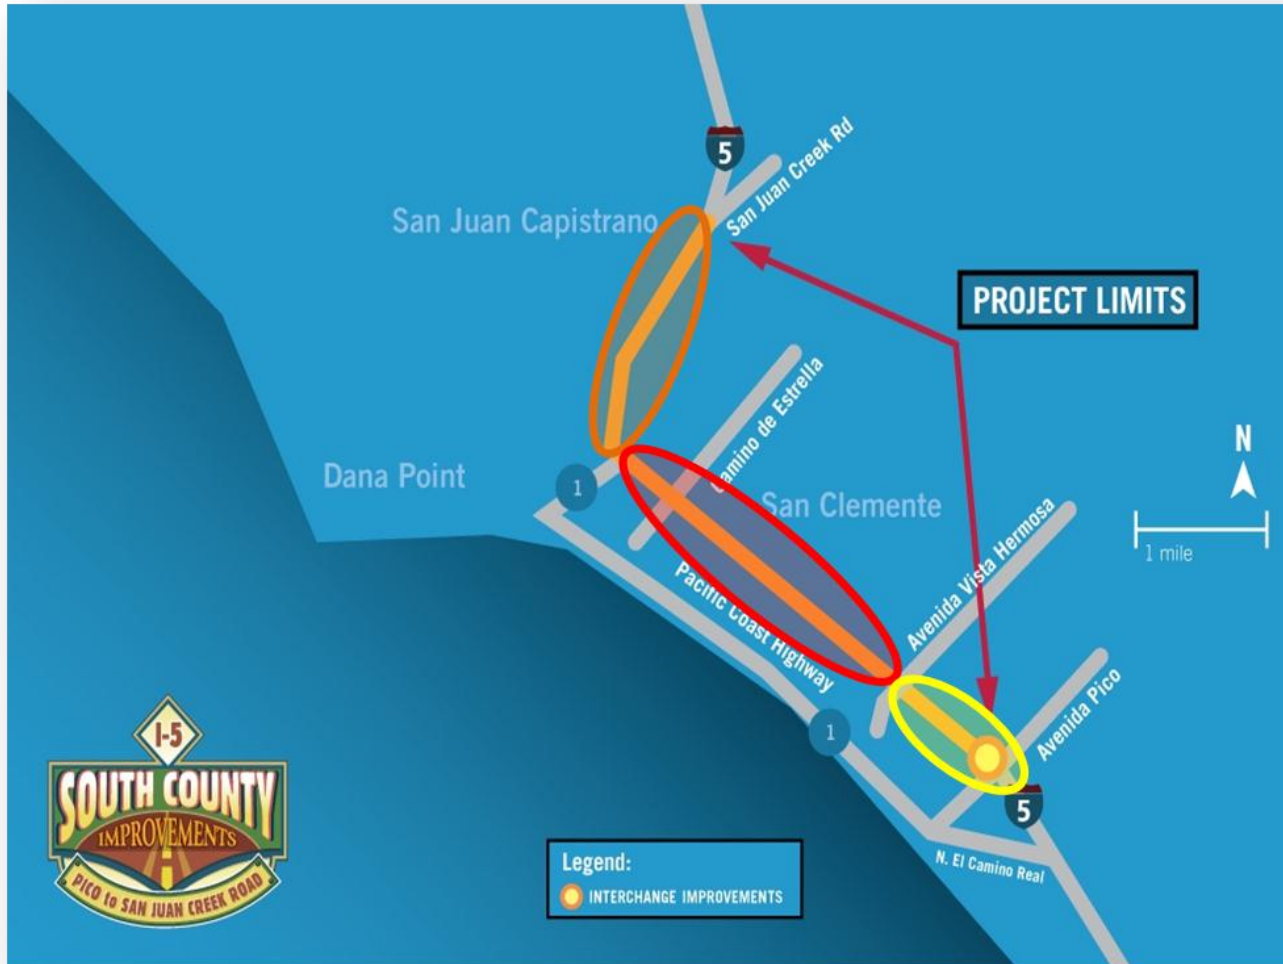 5
San Juan Creek Rd
San Juan Capistrano
PROJECT LIMITS
Camino de Estrella
N
Dana Point
1
San Clemente
Avenida Vista Hermosa
1 mile
Pacific Coast Highway
Avenida Pico
1
I-5
SOUTH COUNTY
IMPROVEMENTS
PICO to SAN JUAN CREEK ROAD
5
N. El Camino Real
Legend:
INTERCHANGE IMPROVEMENTS